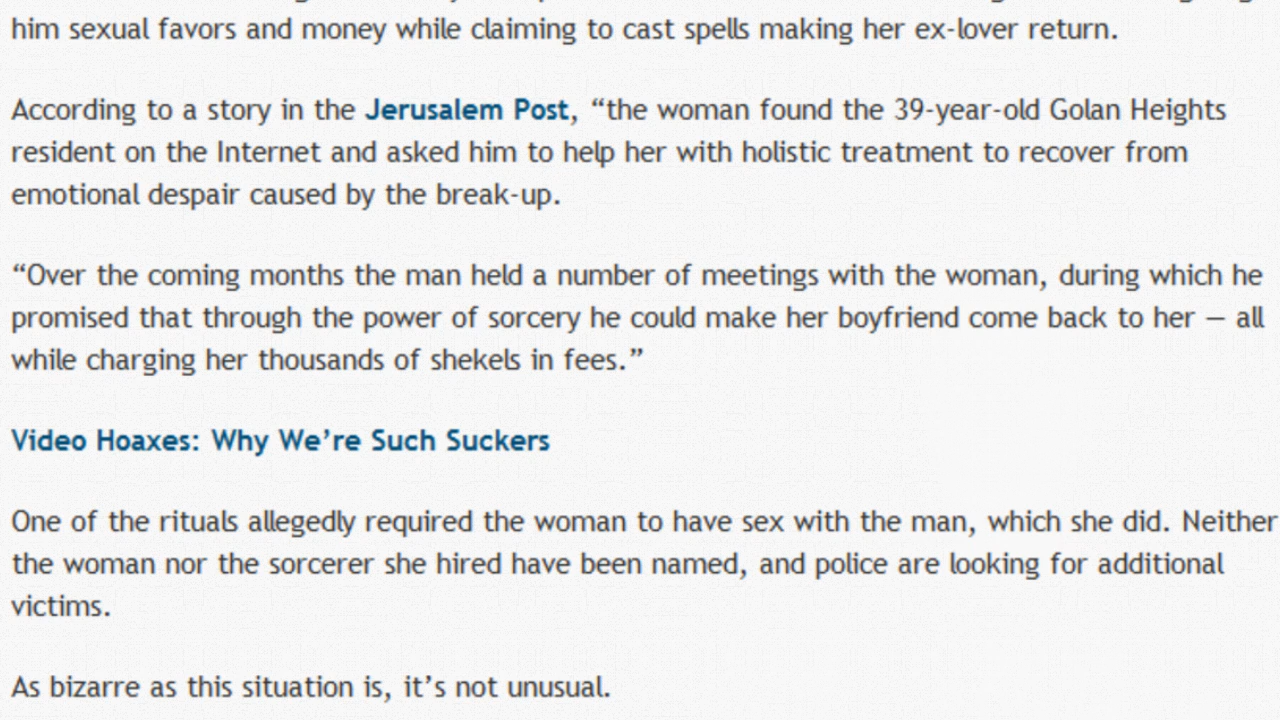 him sexual favors and money while claiming to cast spells making her ex-lover return.
According to a story in the Jerusalem Post, “the woman found the 39-year-old Golan Heights
resident on the Internet and asked him to help her with holistic treatment to recover from
emotional despair caused by the break-up.
“Over the coming months the man held a number of meetings with the woman, during which he
promised that through the power of sorcery he could make her boyfriend come back to her — all
while charging her thousands of shekels in fees.”
Video Hoaxes: Why We’re Such Suckers
One of the rituals allegedly required the woman to have sex with the man, which she did. Neither
the woman nor the sorcerer she hired have been named, and police are looking for additional
victims.
As bizarre as this situation is, it’s not unusual.